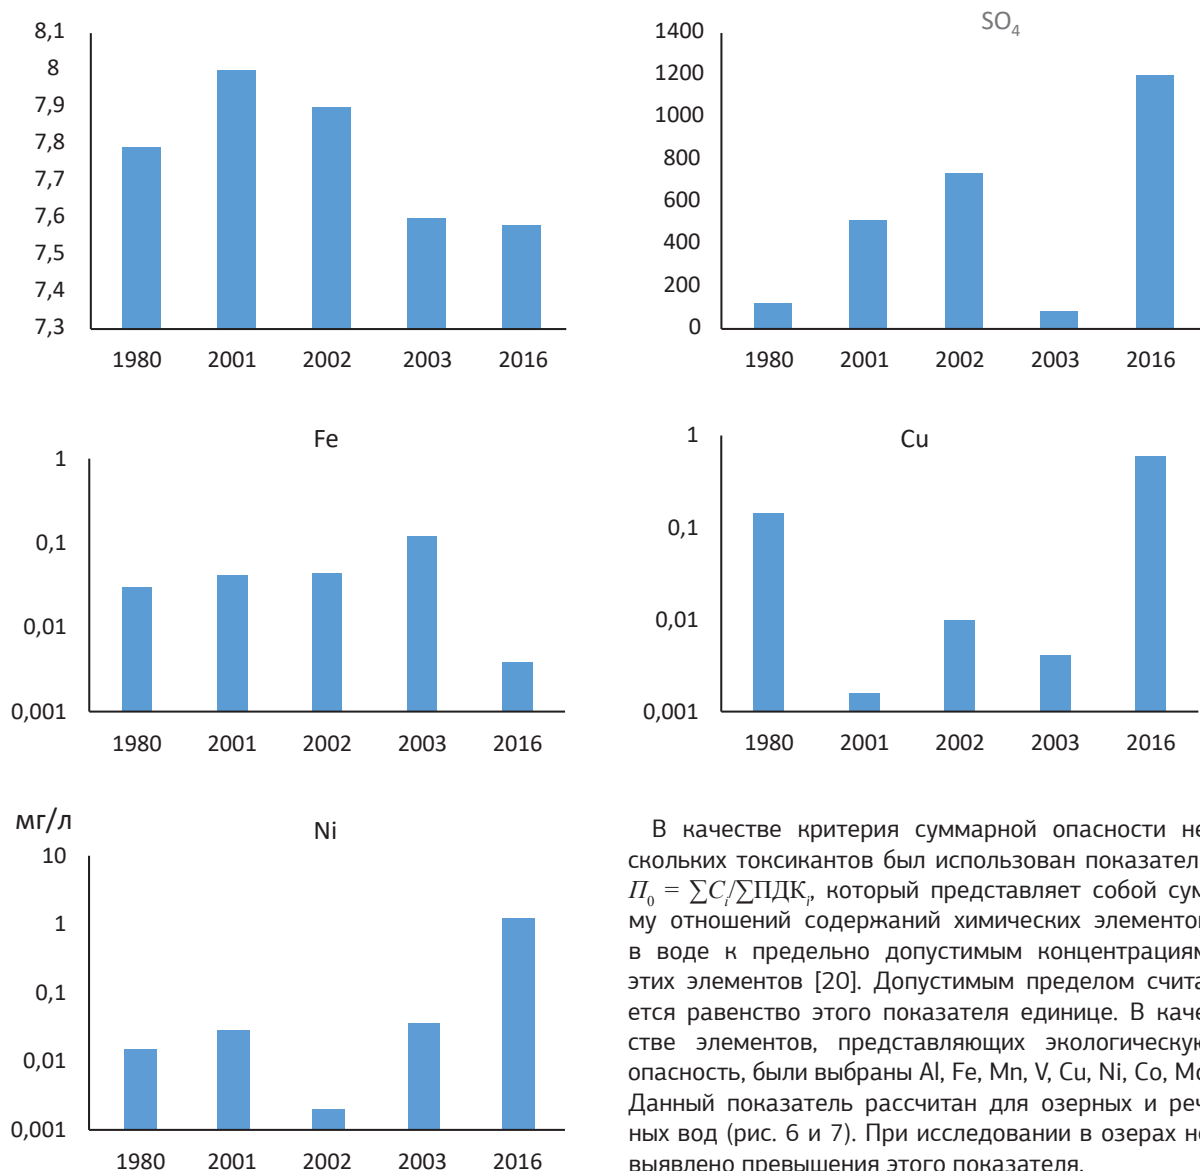 8,1
8
7,9
7,8
7,7
7,6
7,5
7,4
7,3
1980 2001 2002 2003 2016
SO4
1400
1200
1000
800
600
400
200
0
1980 2001 2002 2003 2016
Fe
1
0,1
0,01
0,001
1980 2001 2002 2003 2016
Cu
1
0,1
0,01
0,001
1980 2001 2002 2003 2016
мг/л
Ni
10
1
0,1
0,01
0,001
1980 2001 2002 2003 2016
В качестве критерия суммарной опасности не
скольких токсикантов был использован показател
П0 = ∑Ci/∑ПДКi, который представляет собой сум
му отношений содержаний химических элементо
в воде к предельно допустимым концентрациям
этих элементов [20]. Допустимым пределом счита
ется равенство этого показателя единице. В каче
стве элементов, представляющих экологическую
опасность, были выбраны Al, Fe, Mn, V, Cu, Ni, Co, Mo
Данный показатель рассчитан для озерных и реч
ных вод (рис. 6 и 7). При исследовании в озерах не
выявлено превышения этого показателя.